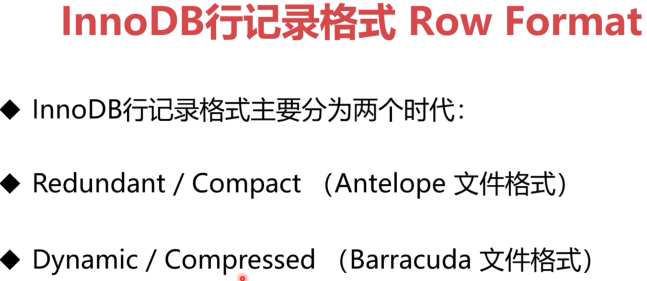 InnoDB行记录格式 Row Format
◆ InnoDB行记录格式主要分为两个时代：
◆ Redundant / Compact （Antelope 文件格式）
◆ Dynamic / Compressed （Barracuda 文件格式）